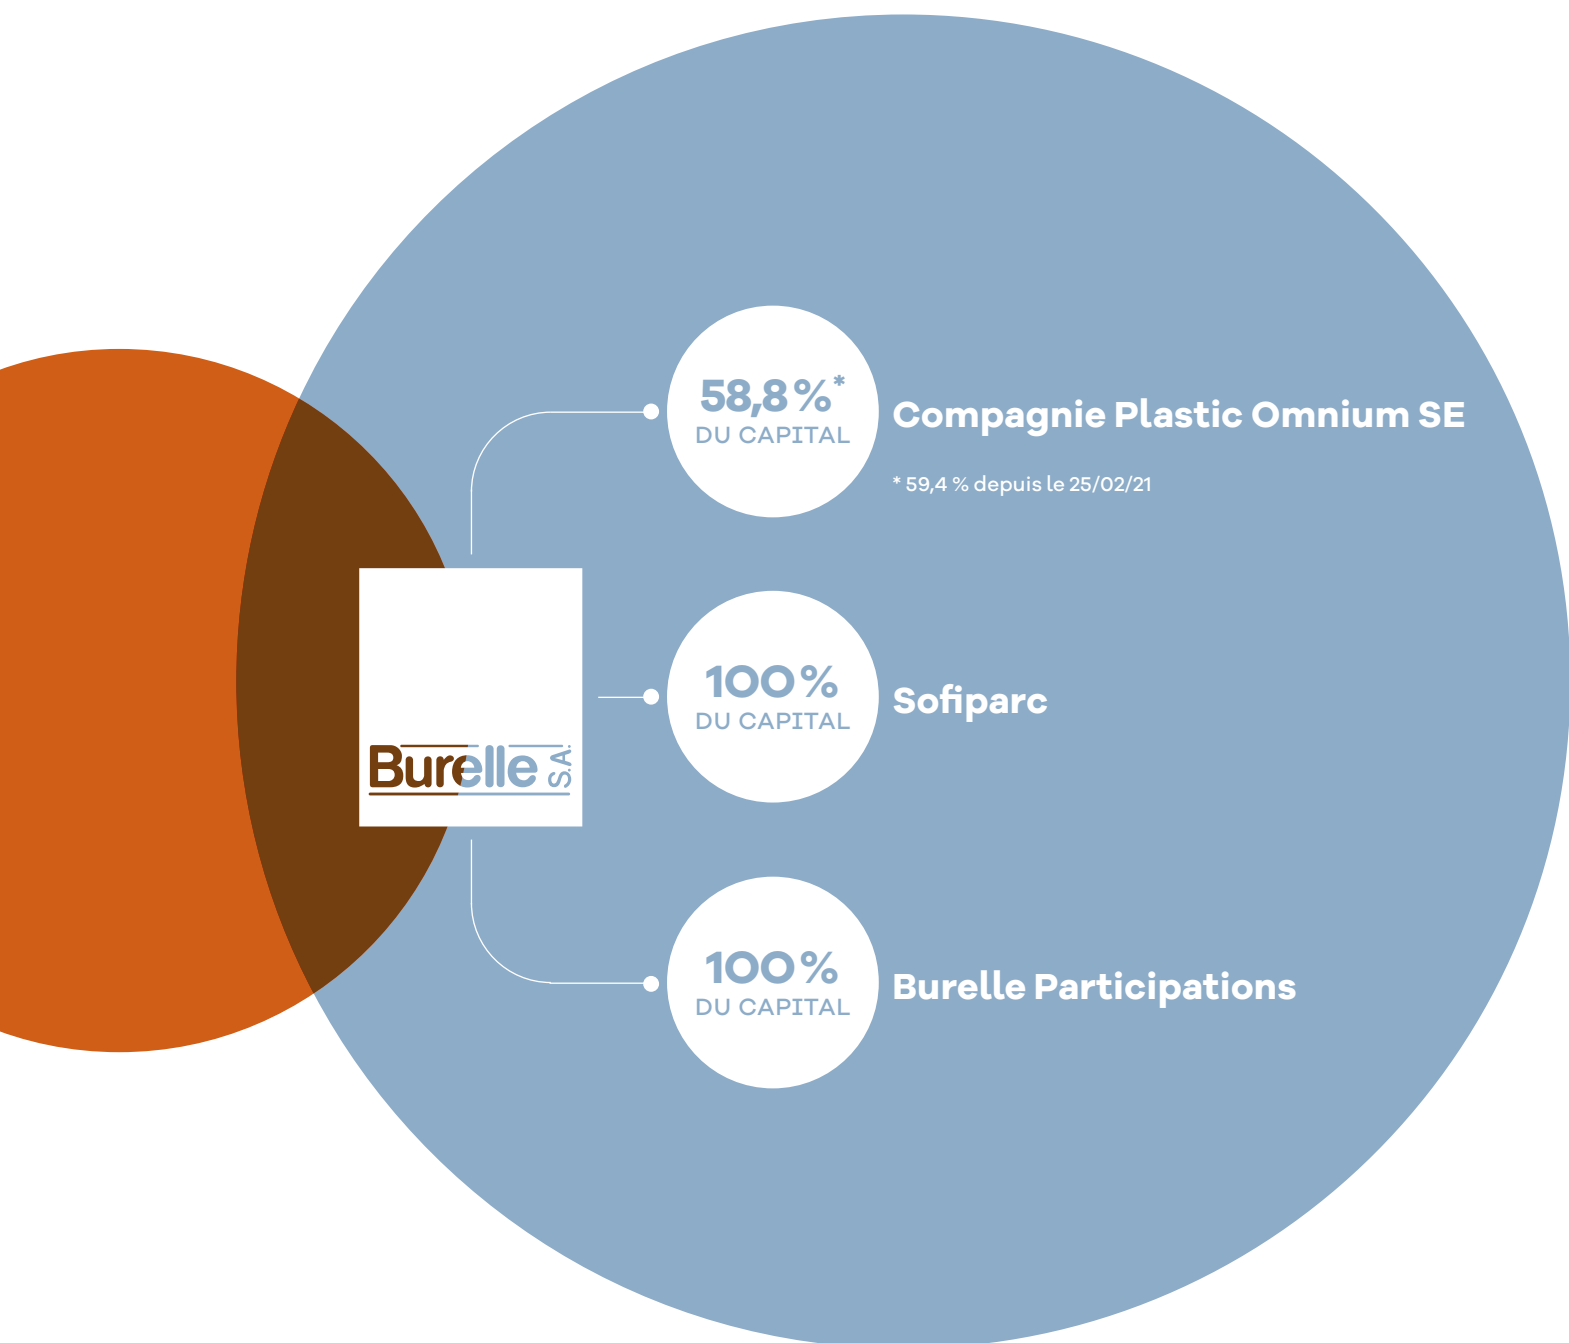 58,8 %*
DU CAPITAL
Compagnie Plastic Omnium SE
* 59,4 % depuis le 25/02/21
100 %
DU CAPITAL
Sofiparc
Burelle S.A.
100 %
DU CAPITAL
Burelle Participations